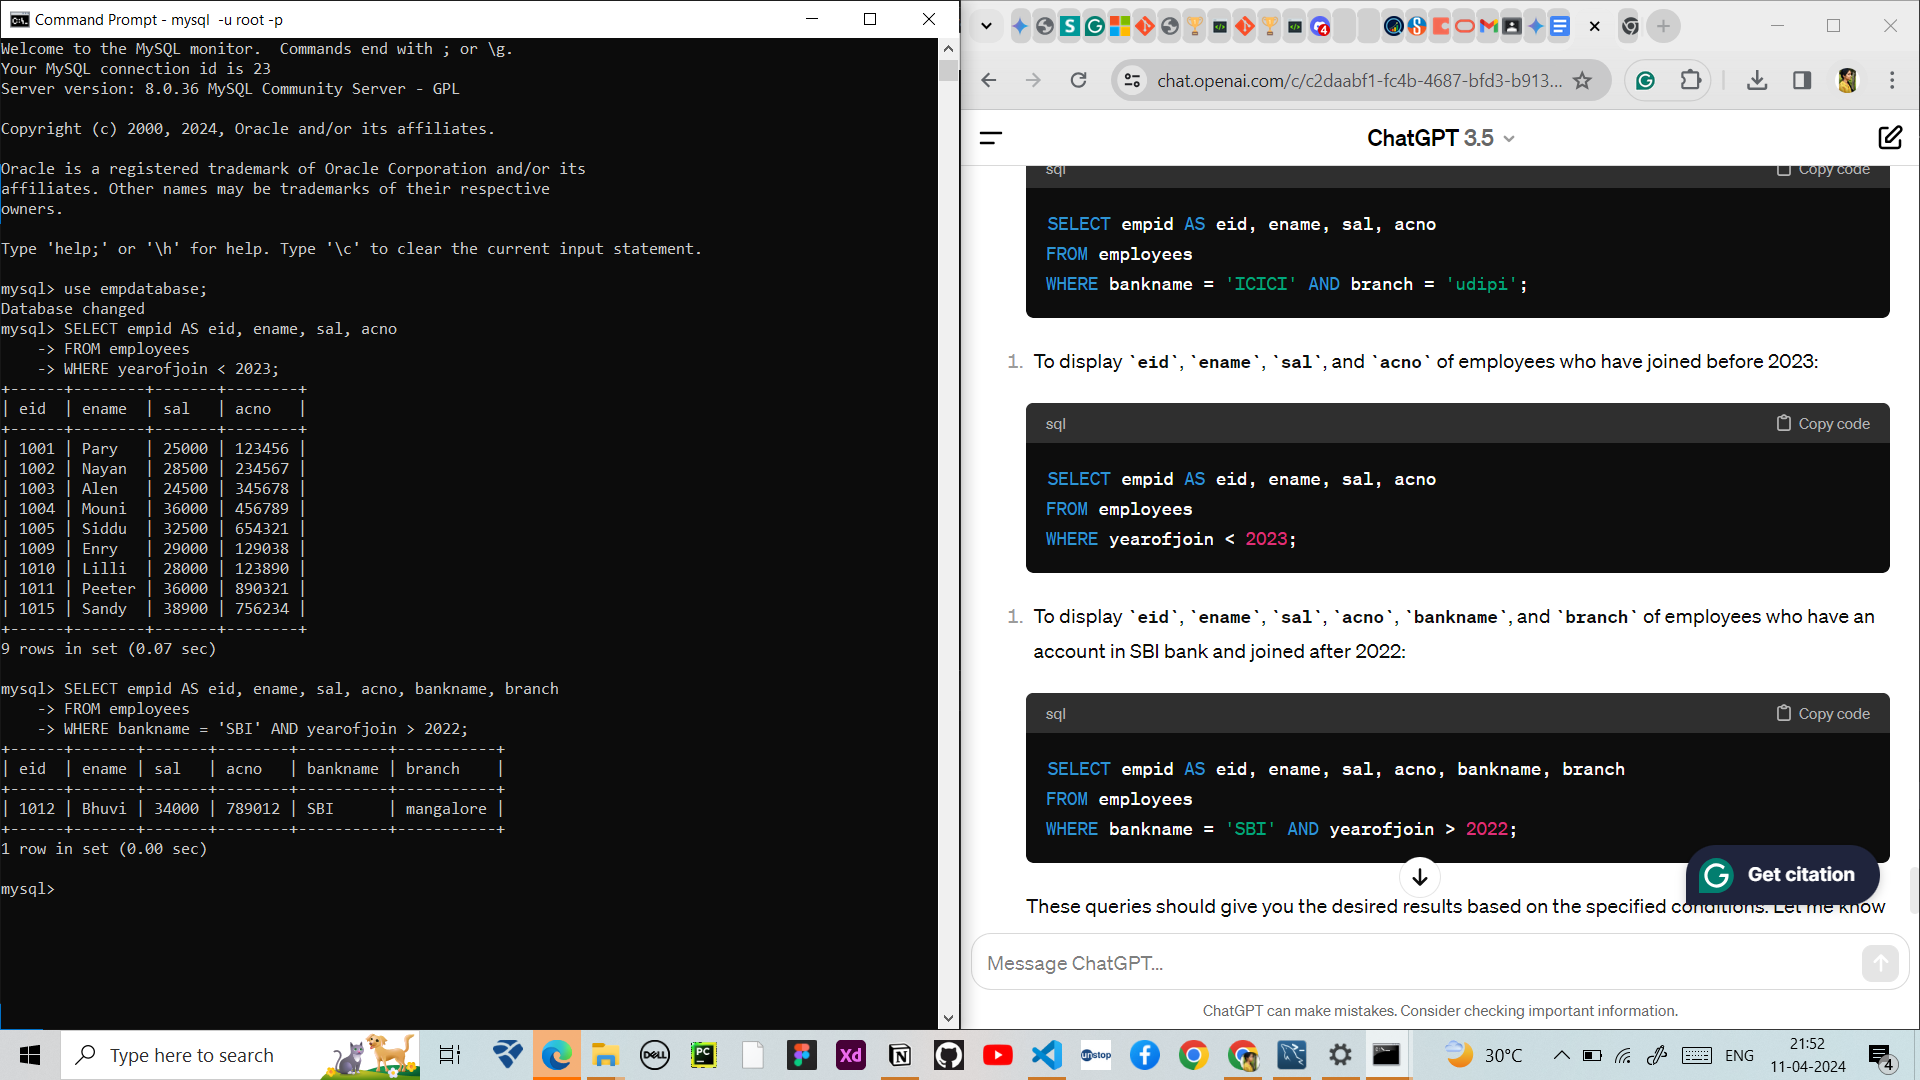 Command Prompt - mysql  -u root -p
Welcome to the MySQL monitor.  Commands end with ; or \g.
Your MySQL connection id is 23
Server version: 8.0.36 MySQL Community Server - GPL
Copyright (c) 2000, 2024, Oracle and/or its affiliates.
Oracle is a registered trademark of Oracle Corporation and/or its
affiliates. Other names may be trademarks of their respective
owners.
Type 'help;' or '\h' for help. Type '\c' to clear the current input statement.
mysql> use empdatabase;
Database changed
mysql> SELECT empid AS eid, ename, sal, acno
    -> FROM employees
    -> WHERE yearofjoin < 2023;
+------+--------+-------+--------+
| eid  | ename  | sal   | acno   |
+------+--------+-------+--------+
| 1001 | Pary   | 25000 | 123456 |
| 1002 | Nayan  | 28500 | 234567 |
| 1003 | Alen   | 24500 | 345678 |
| 1004 | Mouni  | 36000 | 456789 |
| 1005 | Siddu  | 32500 | 654321 |
| 1009 | Enry   | 29000 | 129038 |
| 1010 | Lilli  | 28000 | 123890 |
| 1011 | Peeter | 36000 | 890321 |
| 1015 | Sandy  | 38900 | 756234 |
+------+--------+-------+--------+
9 rows in set (0.07 sec)
mysql> SELECT empid AS eid, ename, sal, acno, bankname, branch
    -> FROM employees
    -> WHERE bankname = 'SBI' AND yearofjoin > 2022;
+------+-------+-------+--------+----------+-----------+
| eid  | ename | sal   | acno   | bankname | branch    |
+------+-------+-------+--------+----------+-----------+
| 1012 | Bhuvi | 34000 | 789012 | SBI      | mangalore |
+------+-------+-------+--------+----------+-----------+
1 row in set (0.00 sec)
mysql>
chat.openai.com/c/c2daabf1-fc4b-4687-bfd3-b913...
ChatGPT 3.5
sql Copy code
SELECT empid AS eid, ename, sal, acno
FROM employees
WHERE bankname = 'ICICI' AND branch = 'udipi';
1. To display `eid`, `ename`, `sal`, and `acno` of employees who have joined before 2023:
sql Copy code
SELECT empid AS eid, ename, sal, acno
FROM employees
WHERE yearofjoin < 2023;
1. To display `eid`, `ename`, `sal`, `acno`, `bankname`, and `branch` of employees who have an
account in SBI bank and joined after 2022:
sql Copy code
SELECT empid AS eid, ename, sal, acno, bankname, branch
FROM employees
WHERE bankname = 'SBI' AND yearofjoin > 2022;
Get citation
These queries should give you the desired results based on the specified conditions. Let me know
Message ChatGPT...
ChatGPT can make mistakes. Consider checking important information.
Type here to search
DELL
PC
Xd
unstop
30°C
ENG
21:52
11-04-2024
4